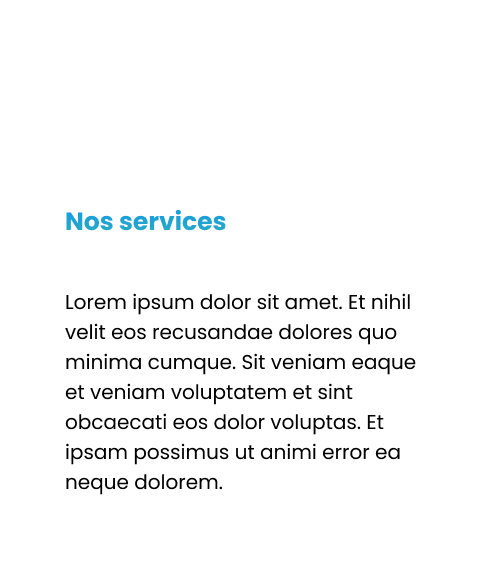 Nos services
Lorem ipsum dolor sit amet. Et nihil
velit eos recusandae dolores quo
minima cumque. Sit veniam eaque
et veniam voluptatem et sint
obcaecati eos dolor voluptas. Et
ipsam possimus ut animi error ea
neque dolorem.